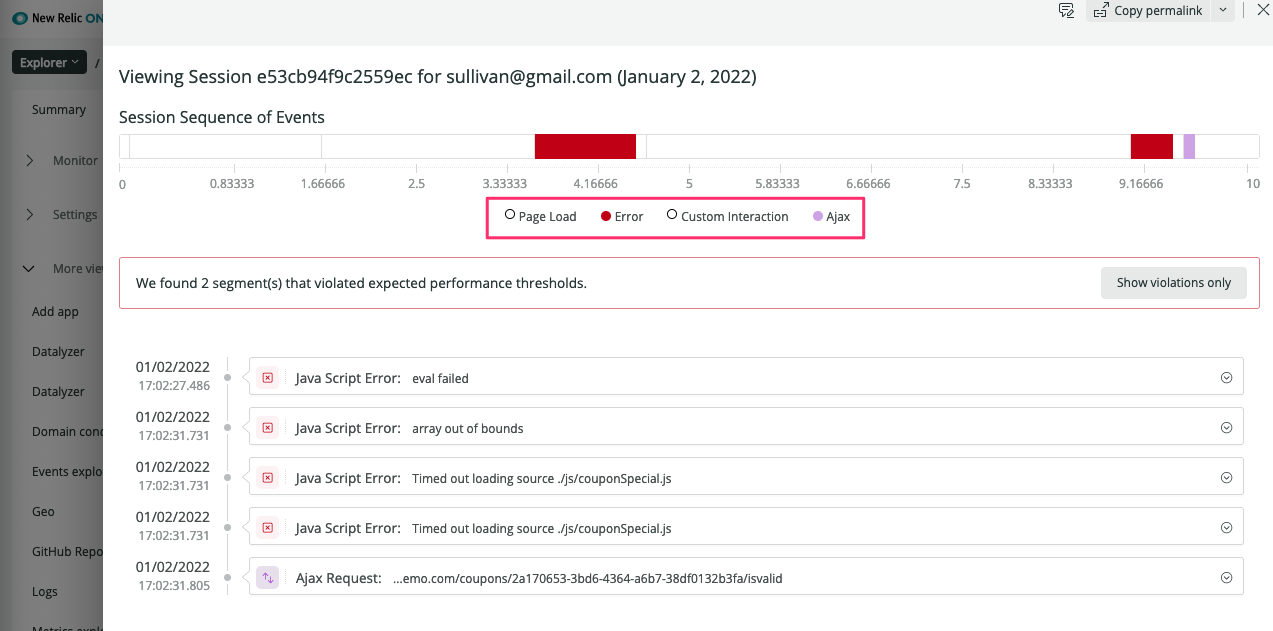 New Relic ON
Copy permalink
Explorer /
Summary
Monitor
Settings
More vie
Add app
Datalyzer
Datalyzer
Domain conc
Events explo
Geo
GitHub Repo
Logs
Viewing Session e53cb94f9c2559ec for sullivan@gmail.com (January 2, 2022)
Session Sequence of Events
0 0.83333 1.66666 2.5 3.33333 4.16666 5 5.83333 6.66666 7.5 8.33333 9.16666 10
Page Load Error Custom Interaction Ajax
We found 2 segment(s) that violated expected performance thresholds. Show violations only
01/02/2022
17:02:27.486
Java Script Error: eval failed
01/02/2022
17:02:31.731
Java Script Error: array out of bounds
01/02/2022
17:02:31.731
Java Script Error: Timed out loading source ./js/couponSpecial.js
01/02/2022
17:02:31.731
Java Script Error: Timed out loading source ./js/couponSpecial.js
01/02/2022
17:02:31.805
Ajax Request: ...emo.com/coupons/2a170653-3bd6-4364-a6b7-38df0132b3fa/isvalid